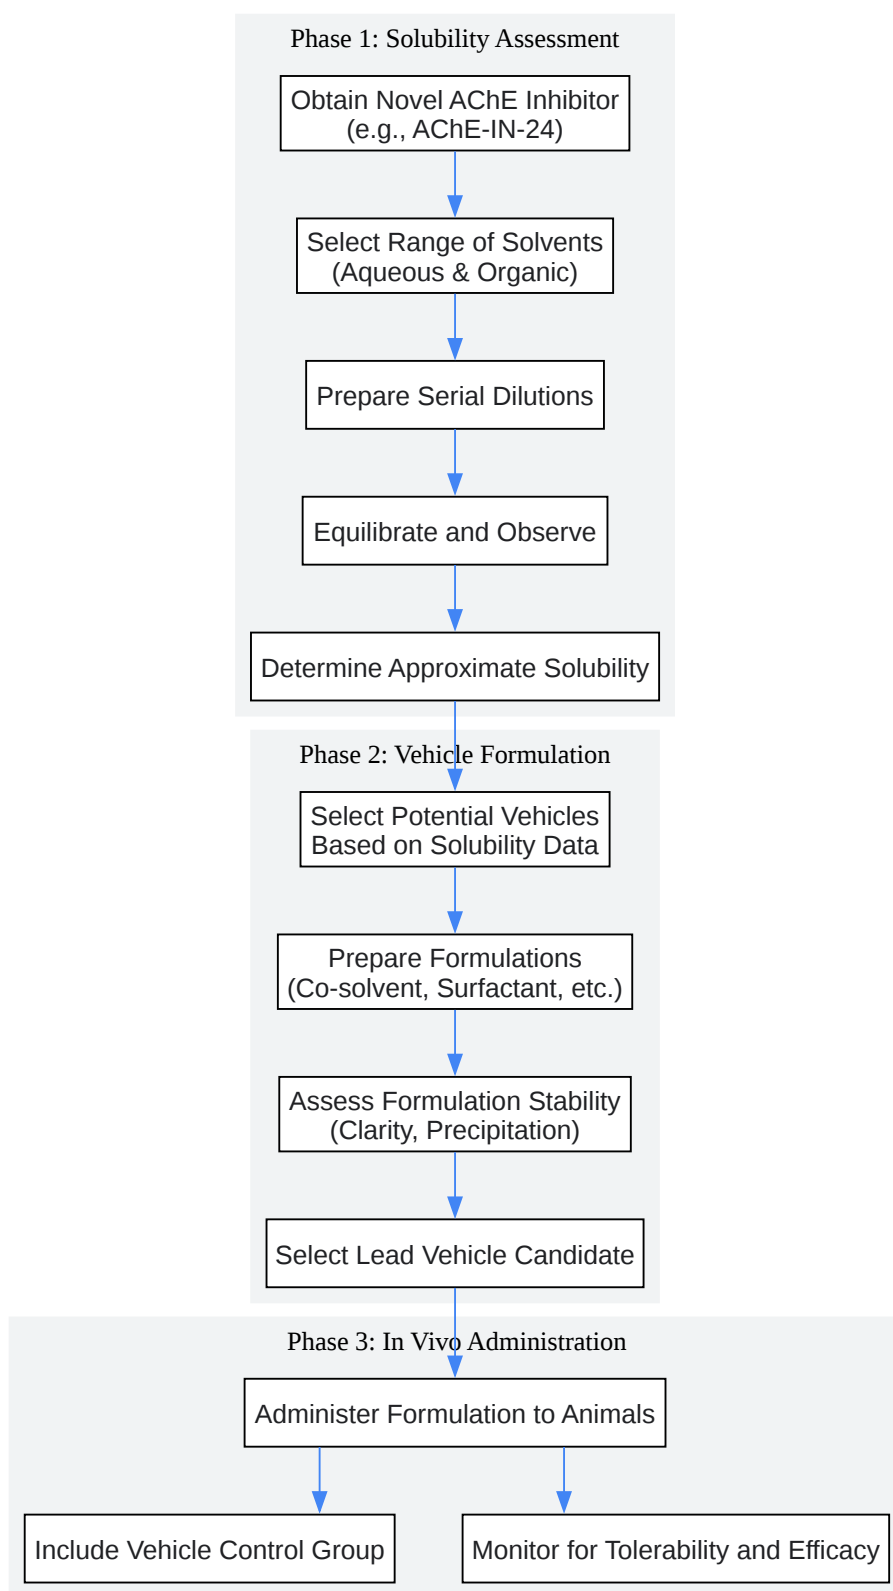 Phase 1: Solubility Assessment
Obtain Novel AChE Inhibitor
(e.g., AChE-IN-24)
Select Range of Solvents
(Aqueous & Organic)
Prepare Serial Dilutions
Equilibrate and Observe
Determine Approximate Solubility
Phase 2: Vehicle Formulation
Select Potential Vehicles
Based on Solubility Data
Prepare Formulations
(Co-solvent, Surfactant, etc.)
Assess Formulation Stability
(Clarity, Precipitation)
Select Lead Vehicle Candidate
Phase 3: In Vivo Administration
Administer Formulation to Animals
Include Vehicle Control Group
Monitor for Tolerability and Efficacy